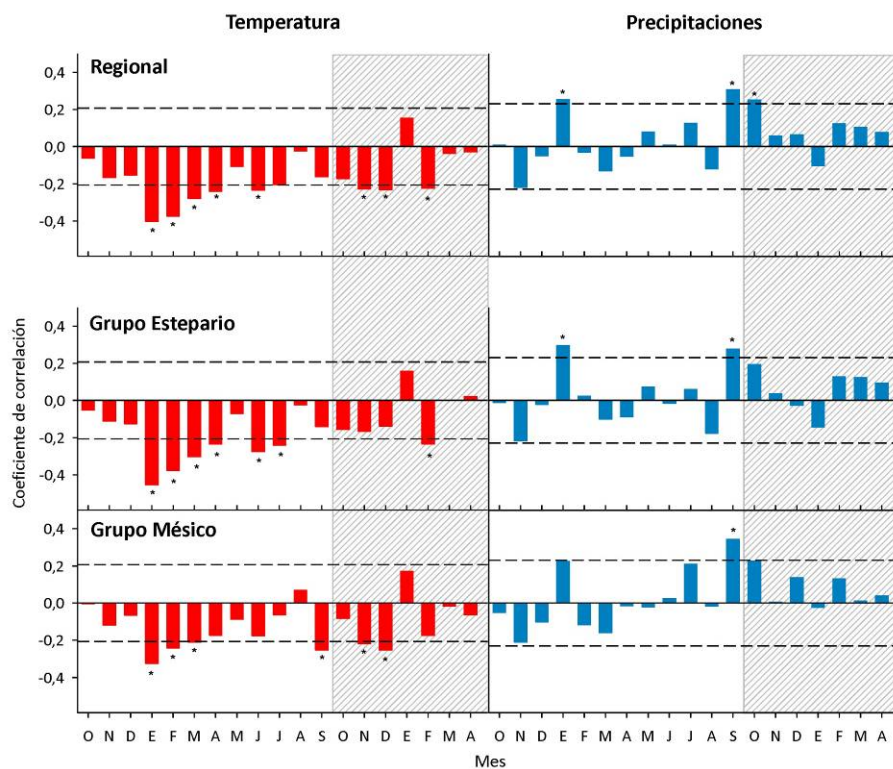 Temperatura Precipitaciones
Regional
0,4
0,2
0,0
-0,2
-0,4
* * * * * * * *
* * *
Grupo Estepario
0,4
0,2
0,0
-0,2
-0,4
* * * * * * *
* *
Grupo Mésico
0,4
0,2
0,0
-0,2
-0,4
* * * * * *
*
Coeficiente de correlación
O N D E F M A M J J A S O N D E F M A O N D E F M A M J J A S O N D E F M A
Mes